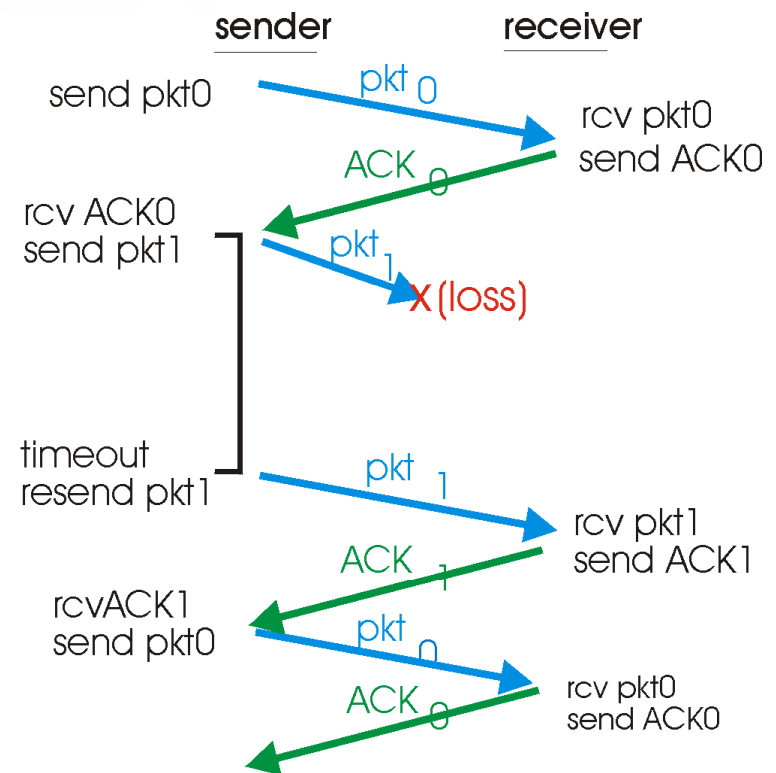 sender receiver
send pkt0
pkt 0
rcv pkt0
send ACK0
ACK 0
rcv ACK0
send pkt1
pkt 1
X (loss)
timeout
resend pkt1
pkt 1
rcv pkt1
send ACK1
ACK 1
rcvACK1
send pkt0
pkt 0
rcv pkt0
send ACK0
ACK 0